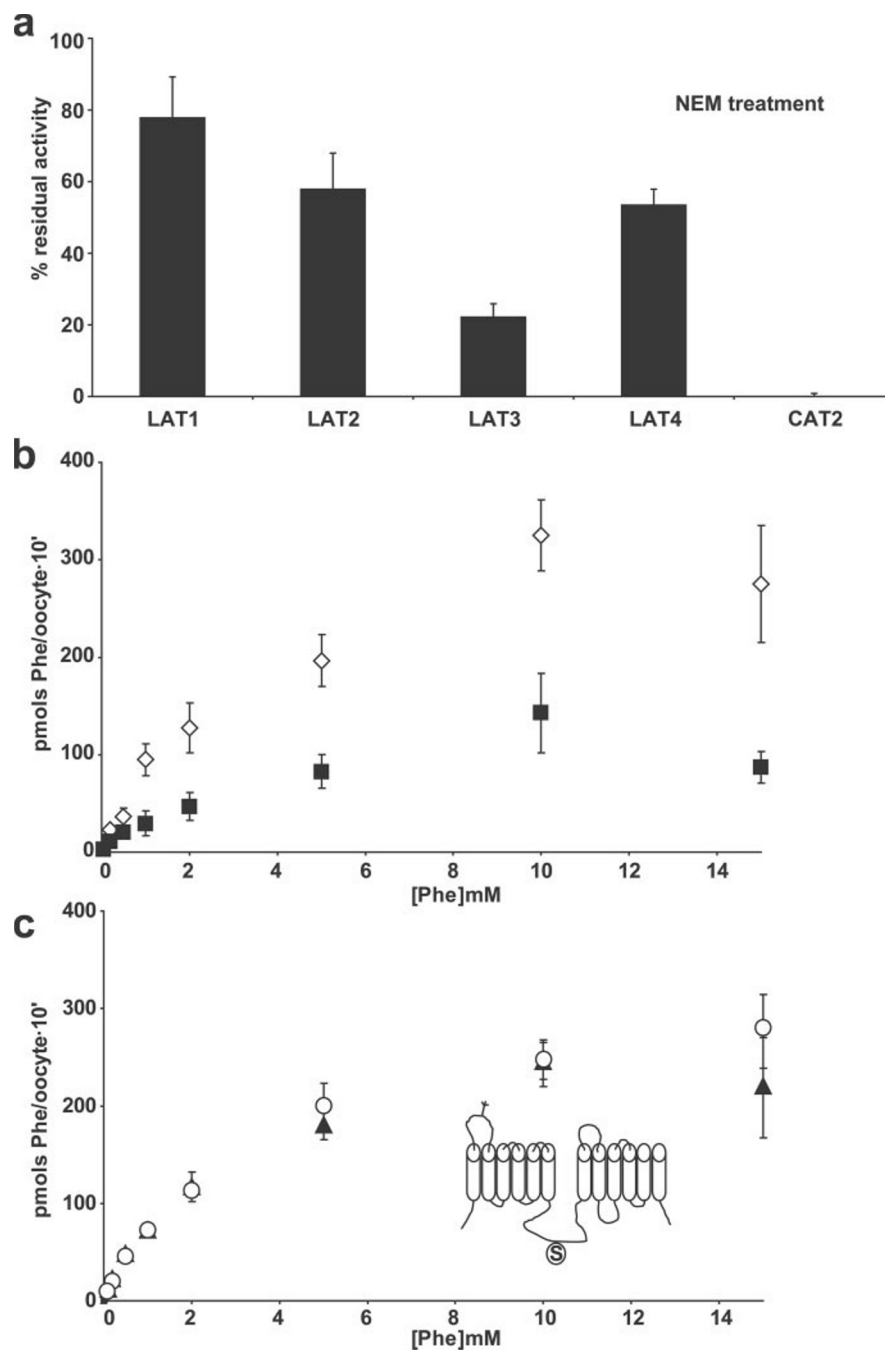 a
100
80
60
40
20
0
% residual activity
NEM treatment
LAT1 LAT2 LAT3 LAT4 CAT2
b
400
300
200
100
0
pmols Phe/oocyte·10'
0 2 4 6 8 10 12 14
[Phe]mM
c
400
300
200
100
0
pmols Phe/oocyte·10'
S
0 2 4 6 8 10 12 14
[Phe]mM